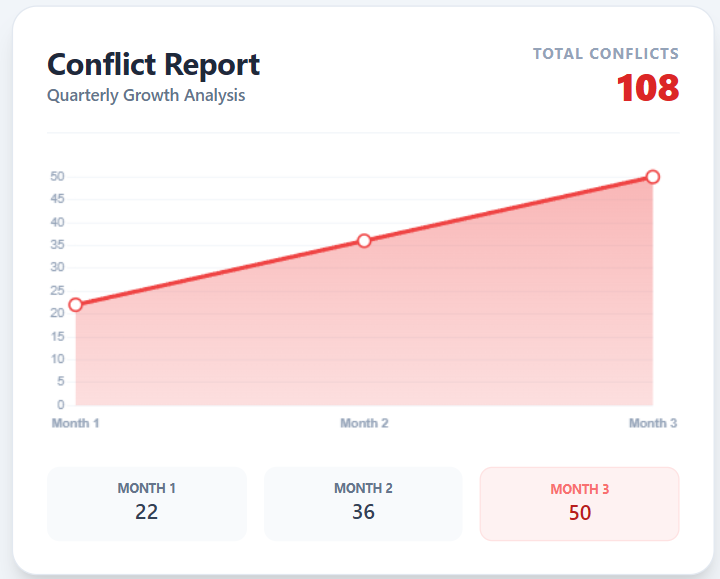 Conflict Report
Quarterly Growth Analysis
TOTAL CONFLICTS
108
50
45
40
35
30
25
20
15
10
5
0
Month 1
Month 2
Month 3
MONTH 1
22
MONTH 2
36
MONTH 3
50